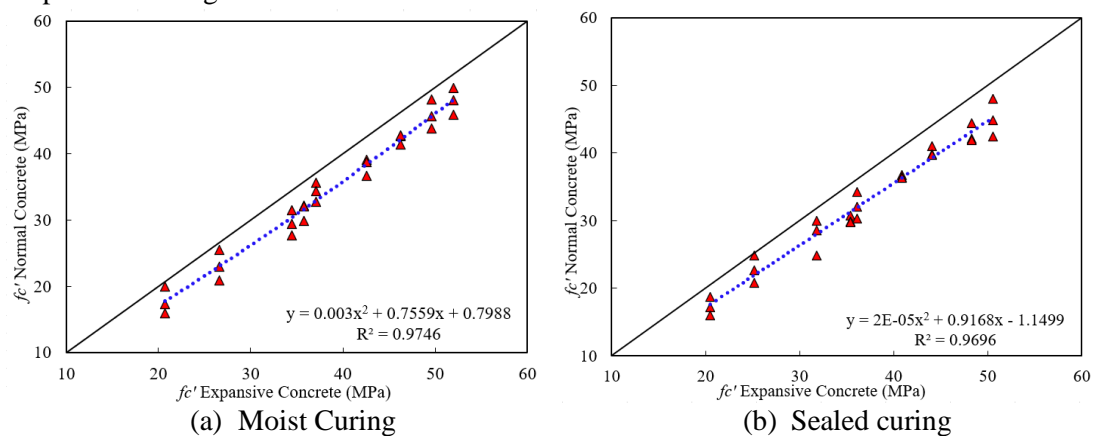 60
50
40
30
20
10
10 20 30 40 50 60
fc' Normal Concrete (MPa)
fc' Expansive Concrete (MPa)
y = 0.003x² + 0.7559x + 0.7988
R² = 0.9746
(a) Moist Curing
60
50
40
30
20
10
10 20 30 40 50 60
fc' Normal Concrete (MPa)
fc' Expansive Concrete (MPa)
y = 2E-05x² + 0.9168x - 1.1499
R² = 0.9696
(b) Sealed curing